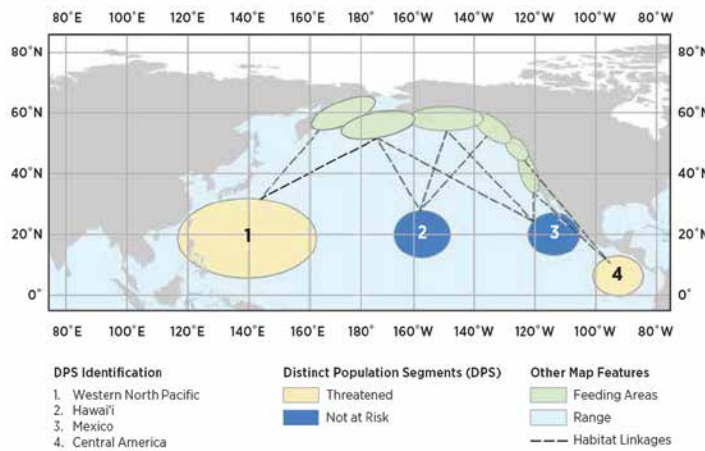 80˚E 100˚E 120˚E 140˚E 160˚E 180˚ 160˚W 140˚W 120˚W 100˚W 80˚W
80˚N 80˚N
60˚N 60˚N
40˚N 40˚N
20˚N 1 2 3 20˚N
4
0˚ 0˚
80˚E 100˚E 120˚E 140˚E 160˚E 180˚ 160˚W 140˚W 120˚W 100˚W 80˚W
DPS Identification
1. Western North Pacific
2. Hawai'i
3. Mexico
4. Central America
Distinct Population Segments (DPS)
Threatened
Not at Risk
Other Map Features
Feeding Areas
Range
Habitat Linkages